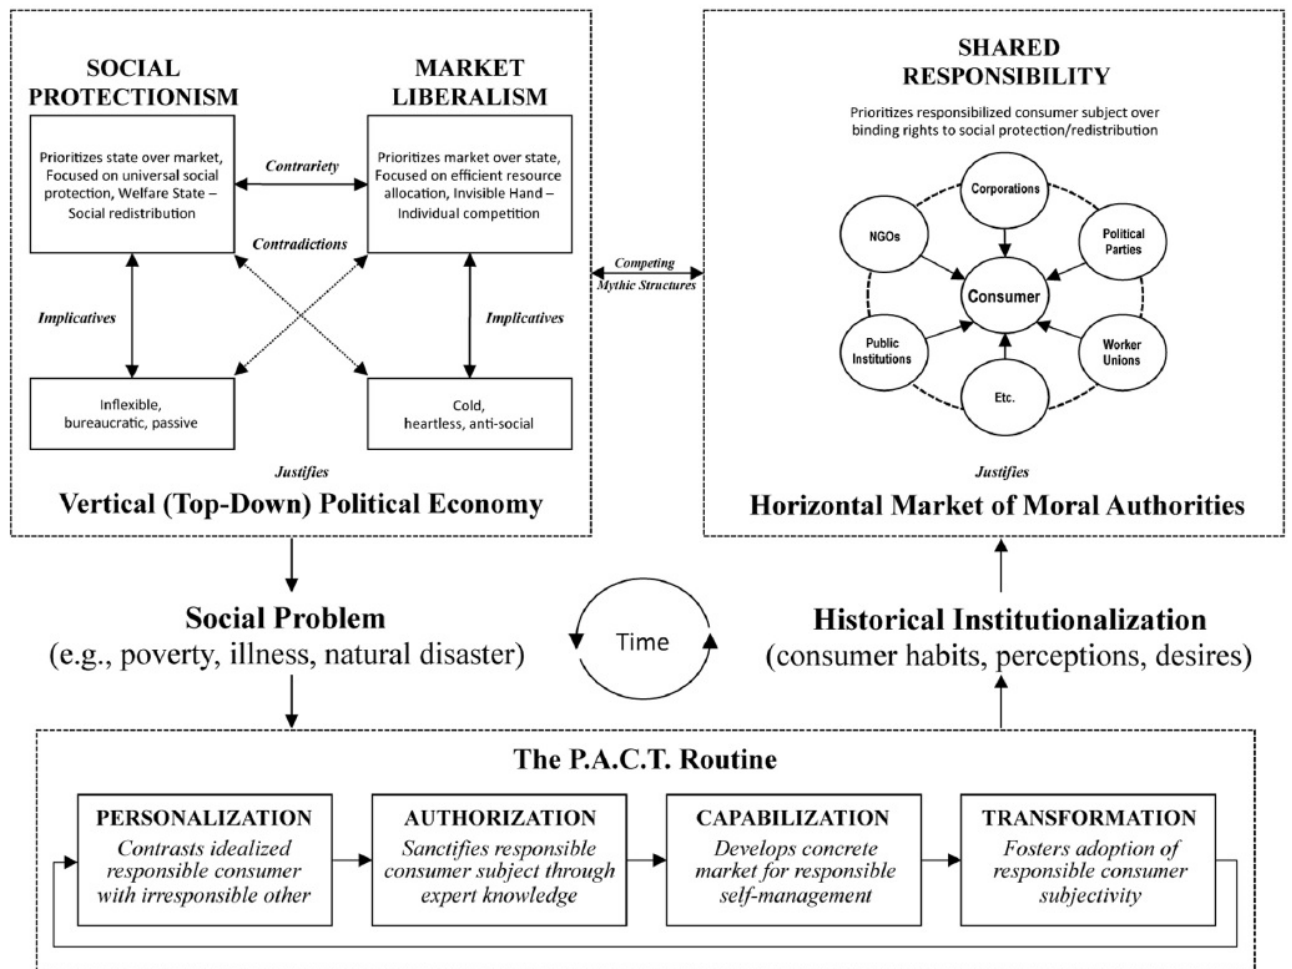 SOCIAL
PROTECTIONISM
Prioritizes state over market,
Focused on universal social
protection, Welfare State –
Social redistribution
Contrariety
MARKET
LIBERALISM
Prioritizes market over state,
Focused on efficient resource
allocation, Invisible Hand –
Individual competition
Contradictions
Implicatives
Implicatives
Inflexible,
bureaucratic, passive
Cold,
heartless, anti-social
Justifies
Vertical (Top-Down) Political Economy
Competing
Mythic Structures
SHARED
RESPONSIBILITY
Prioritizes responsibilized consumer subject over
binding rights to social protection/redistribution
Corporations
NGOs
Political
Parties
Consumer
Public
Institutions
Worker
Unions
Etc.
Justifies
Horizontal Market of Moral Authorities
Social Problem
(e.g., poverty, illness, natural disaster)
Time
Historical Institutionalization
(consumer habits, perceptions, desires)
The P.A.C.T. Routine
PERSONALIZATION
Contrasts idealized
responsible consumer
with irresponsible other
AUTHORIZATION
Sanctifies responsible
consumer subject through
expert knowledge
CAPABILIZATION
Develops concrete
market for responsible
self-management
TRANSFORMATION
Fosters adoption of
responsible consumer
subjectivity